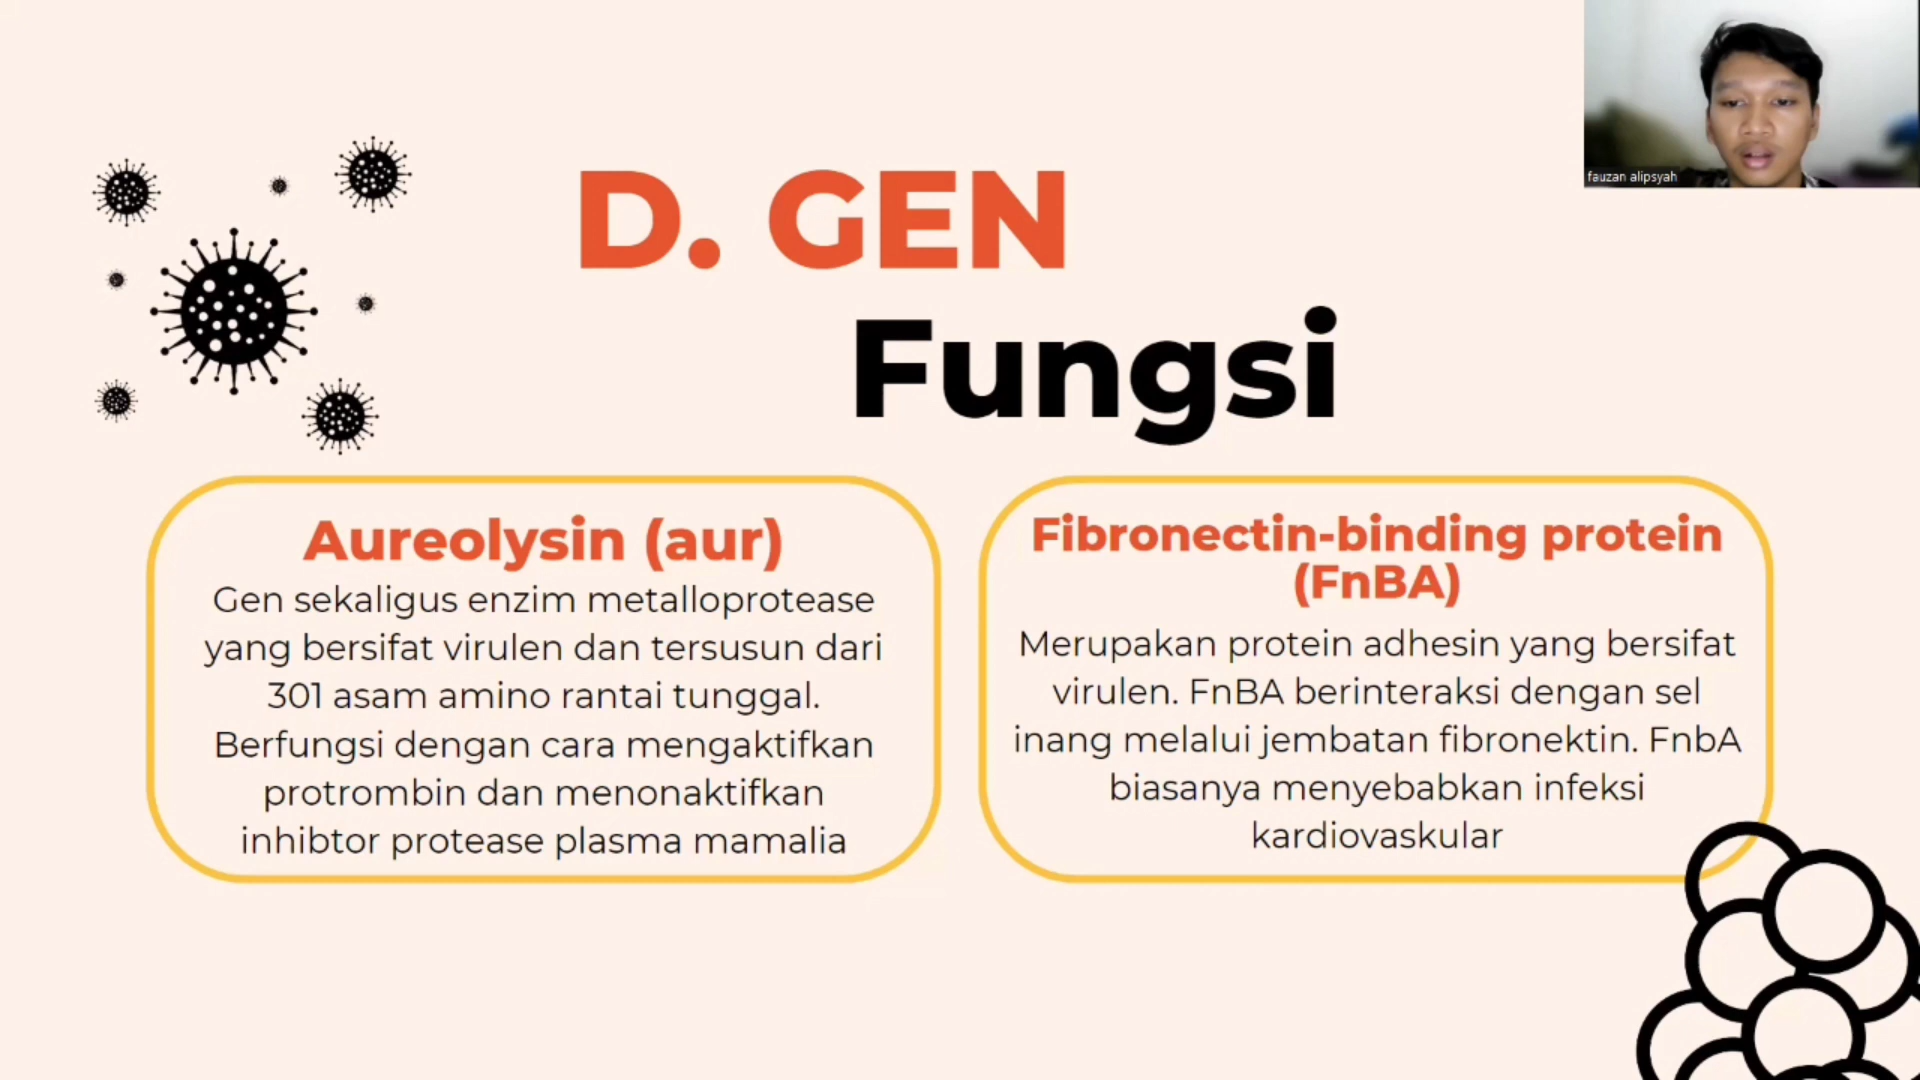 fauzan alipsyah
D. GEN
Fungsi
Aureolysin (aur)
Gen sekaligus enzim metalloprotease
yang bersifat virulen dan tersusun dari
301 asam amino rantai tunggal.
Berfungsi dengan cara mengaktifkan
protrombin dan menonaktifkan
inhibtor protease plasma mamalia
Fibronectin-binding protein
(FnBA)
Merupakan protein adhesin yang bersifat
virulen. FnBA berinteraksi dengan sel
inang melalui jembatan fibronektin. FnbA
biasanya menyebabkan infeksi
kardiovaskular